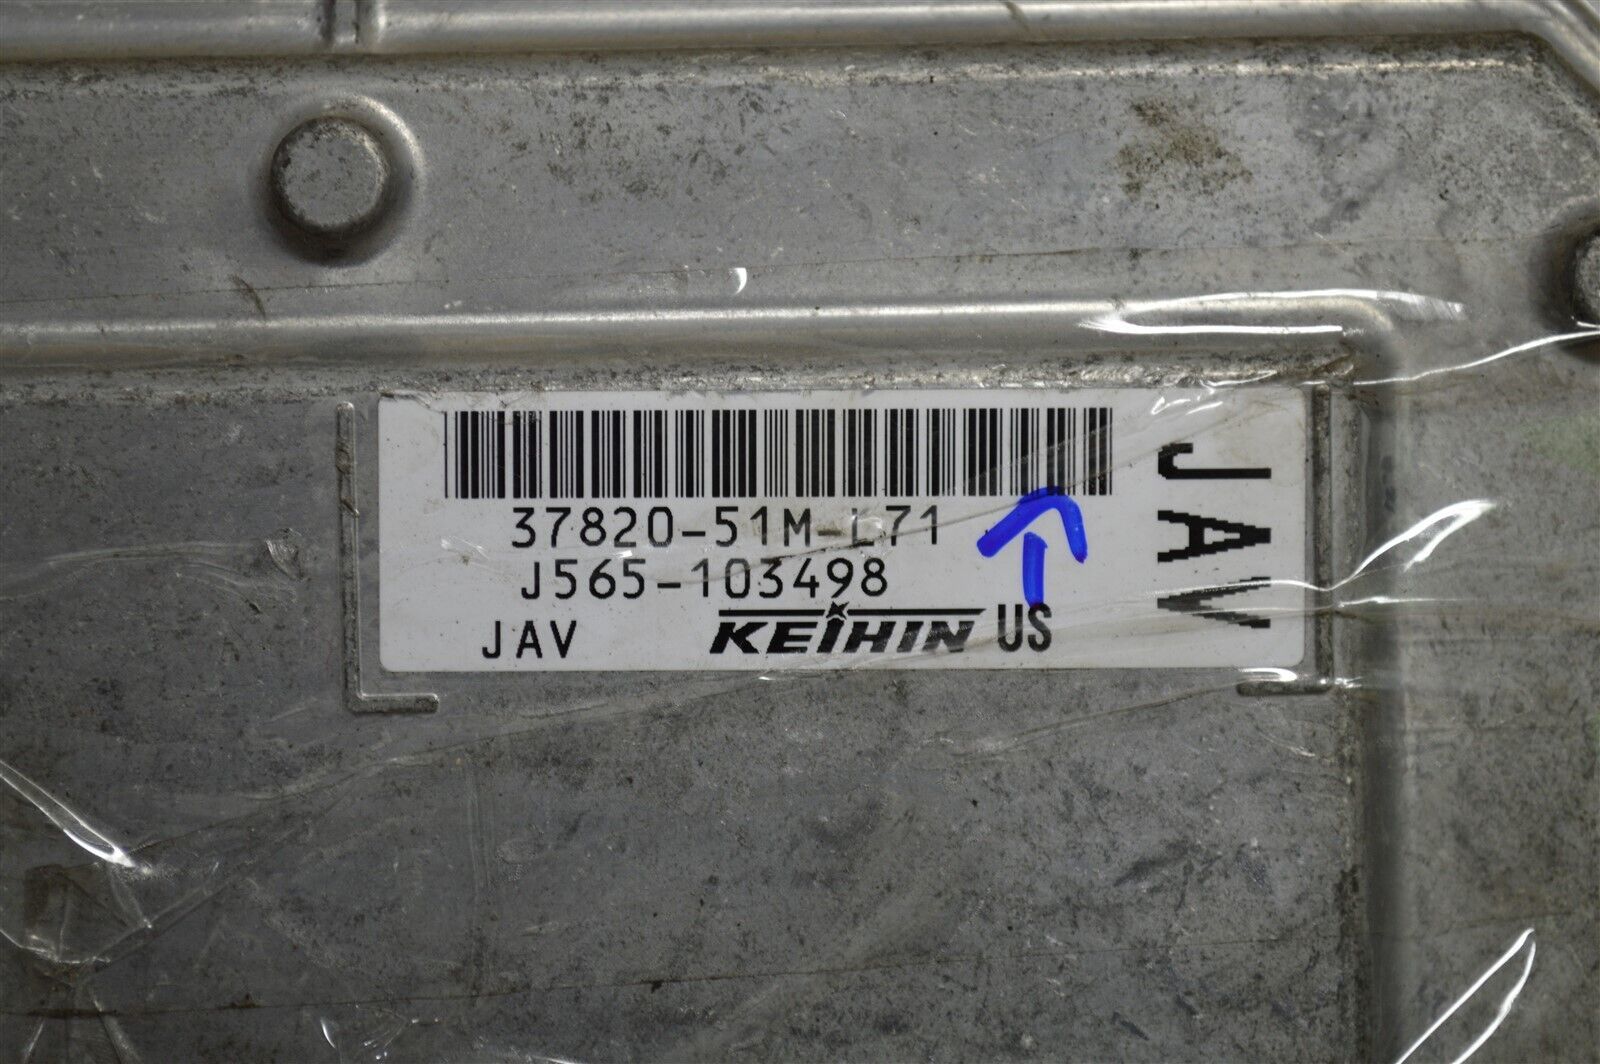 37820-51M-L71
J565-103498
JAV KEIHIN US
JAV